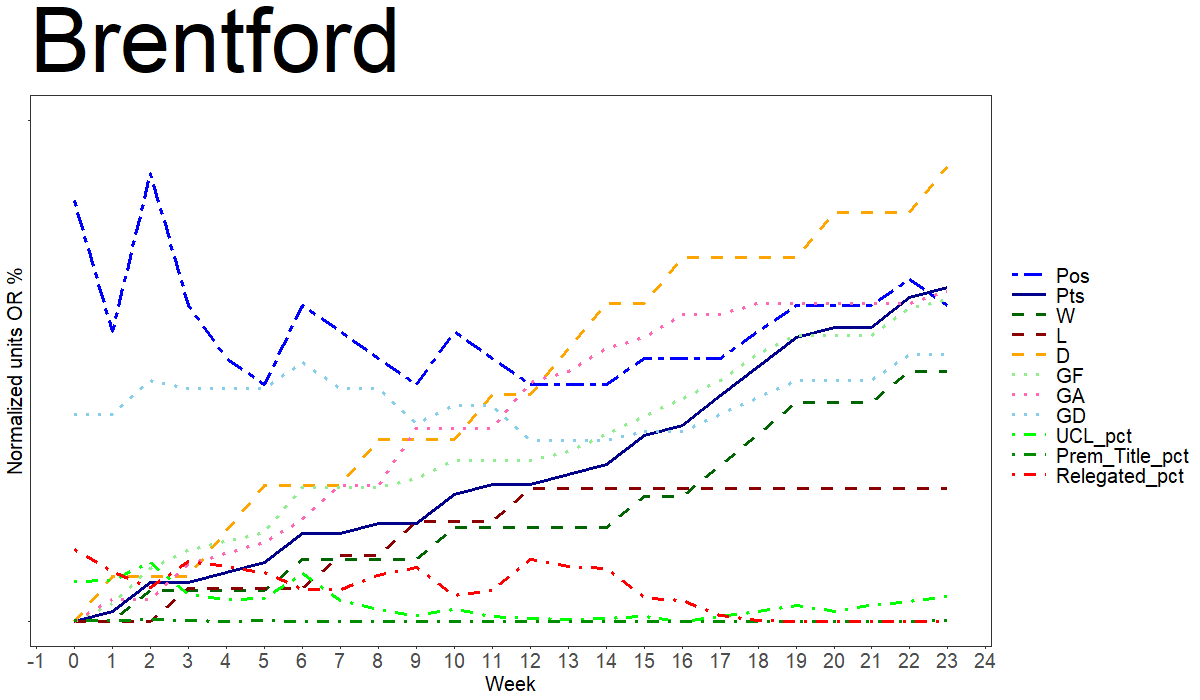 Brentford
Normalized units OR %
-1 0 1 2 3 4 5 6 7 8 9 10 11 12 13 14 15 16 17 18 19 20 21 22 23 24
Week
Pos
Pts
W
L
D
GF
GA
GD
UCL_pct
Prem_Title_pct
Relegated_pct